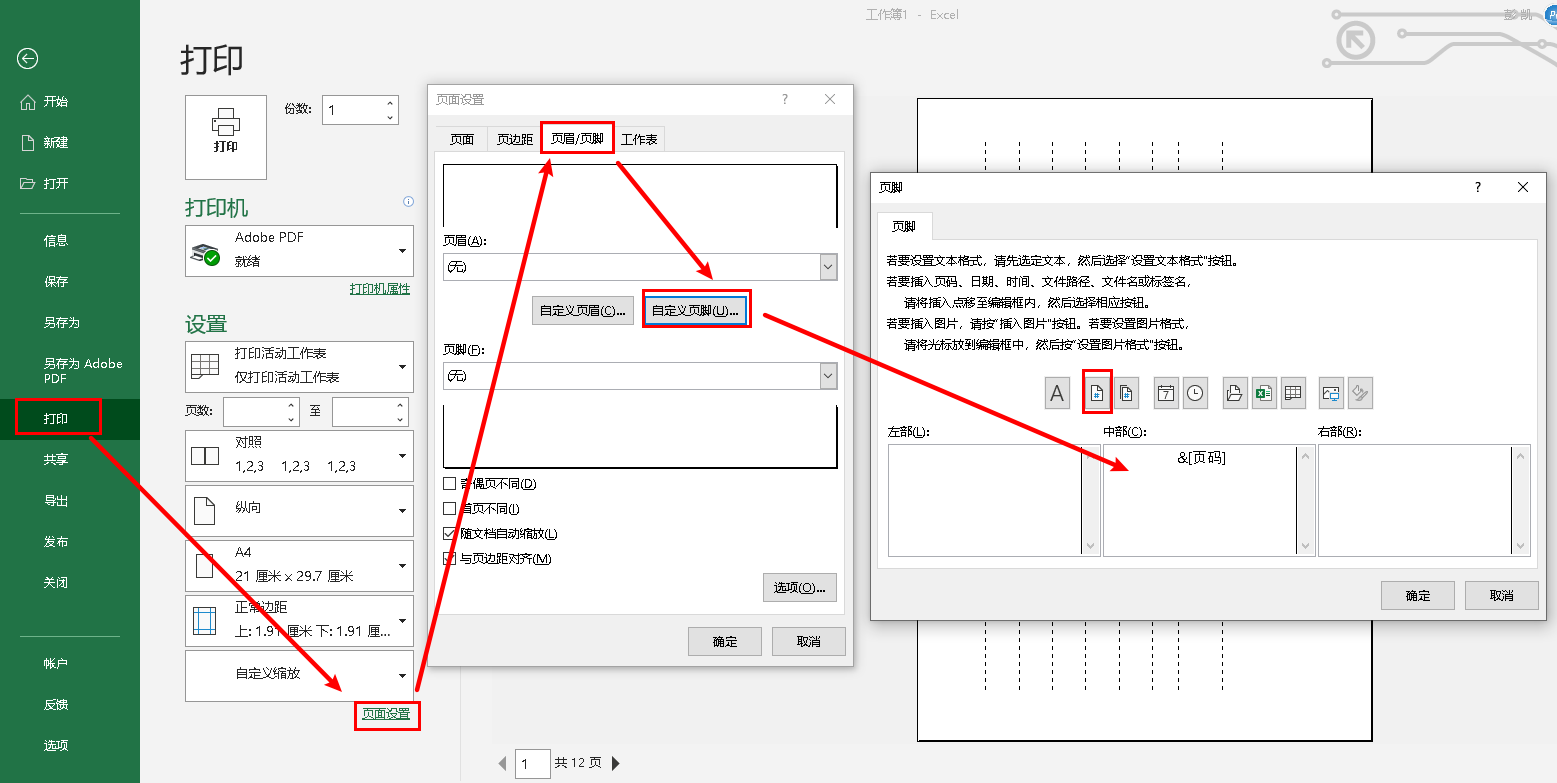 工作簿1 - Excel
彭凯
打印
开始
新建
打开
信息
保存
另存为
另存为 Adobe
PDF
打印
共享
导出
发布
关闭
帐户
反馈
选项
打印
份数:
1
打印机
Adobe PDF
就绪
打印机属性
设置
打印活动工作表
仅打印活动工作表
页数:
至
对照
1,2,3 1,2,3 1,2,3
纵向
A4
21 厘米 x 29.7 厘米
正常边距
上: 1.91 厘米 下: 1.91 厘...
自定义缩放
页面设置
1
共 12 页
页面设置
?
页面
页边距
页眉/页脚
工作表
页眉(A):
(无)
自定义页眉(C)...
自定义页脚(U)...
页脚(F):
(无)
奇偶页不同(D)
首页不同(I)
随文档自动缩放(L)
与页边距对齐(M)
选项(O)...
确定
取消
页脚
?
页脚
若要设置文本格式，请先选定文本，然后选择"设置文本格式"按钮。
若要插入页码、日期、时间、文件路径、文件名或标签名，
请将插入点移至编辑框内，然后选择相应按钮。
若要插入图片，请按"插入图片"按钮。若要设置图片格式，
请将光标放到编辑框中，然后按"设置图片格式"按钮。
A
7
左部(L):
中部(C):
右部(R):
&[页码]
确定
取消